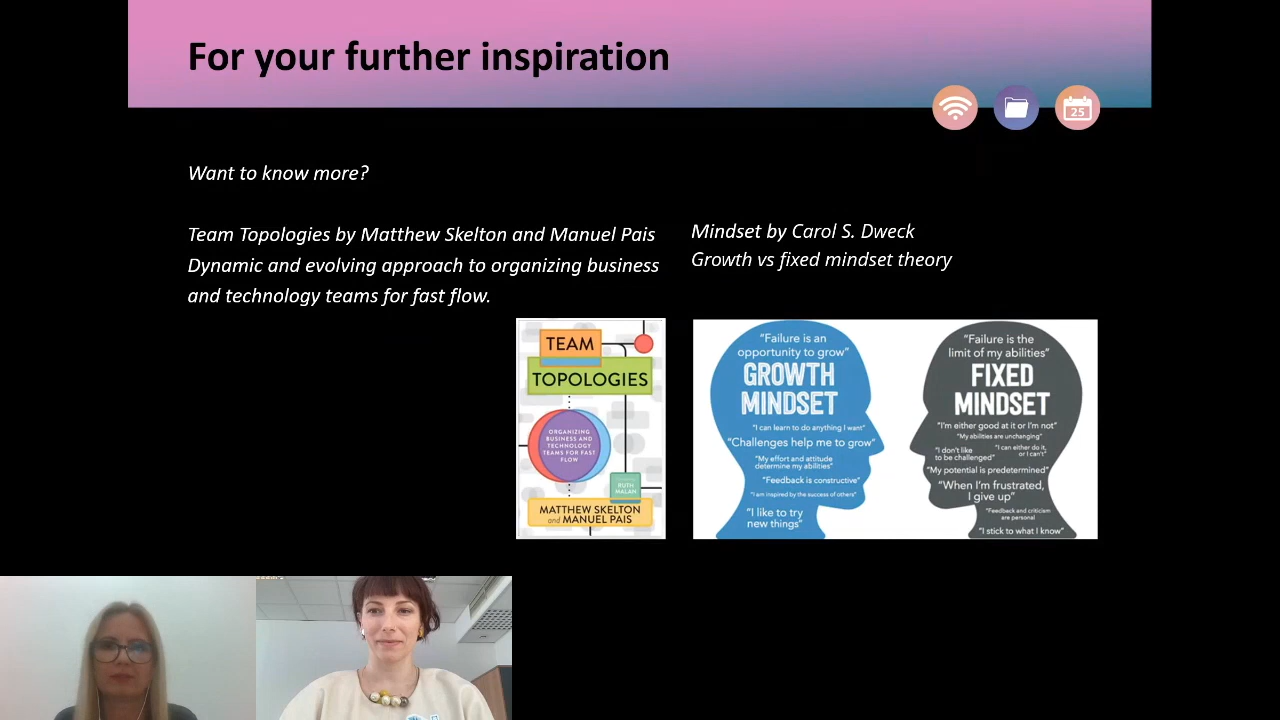 For your further inspiration
25
Want to know more?
Team Topologies by Matthew Skelton and Manuel Pais
Dynamic and evolving approach to organizing business
and technology teams for fast flow.
Mindset by Carol S. Dweck
Growth vs fixed mindset theory
TEAM
TOPOLOGIES
ORGANIZING
BUSINESS AND
TECHNOLOGY
TEAMS FOR FAST
FLOW
RUTH
MALAN
MATTHEW SKELTON
and MANUEL PAIS
"Failure is an
opportunity to grow"
GROWTH
MINDSET
"I can learn to do anything I want"
"Challenges help me to grow"
"My effort and attitude
determine my abilities"
"Feedback is constructive"
"I am inspired by the success of others"
"I like to try
new things"
"Failure is the
limit of my abilities"
FIXED
MINDSET
"I'm either good at it or I'm not"
"My abilities are unchanging"
"I don't like
to be challenged"
"I can either do it,
or I can't"
"My potential is predetermined"
"When I'm frustrated,
I give up"
"Feedback and criticism
are personal
"I stick to what I know"